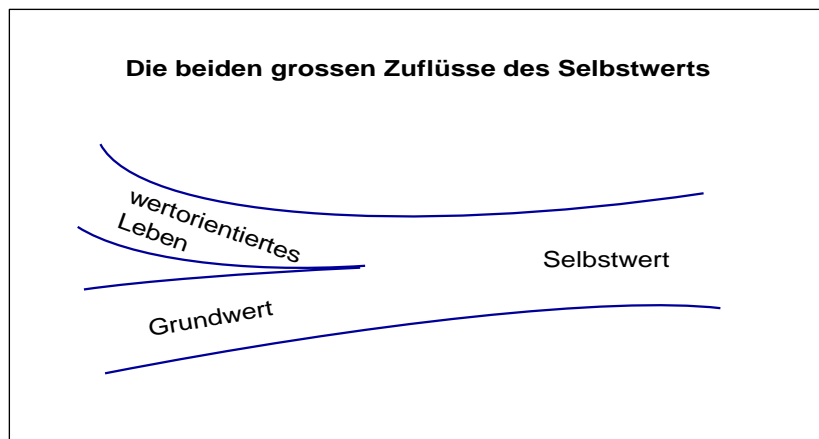 Die beiden grossen Zuflüsse des Selbstwerts
wertorientiertes
Leben
Selbstwert
Grundwert